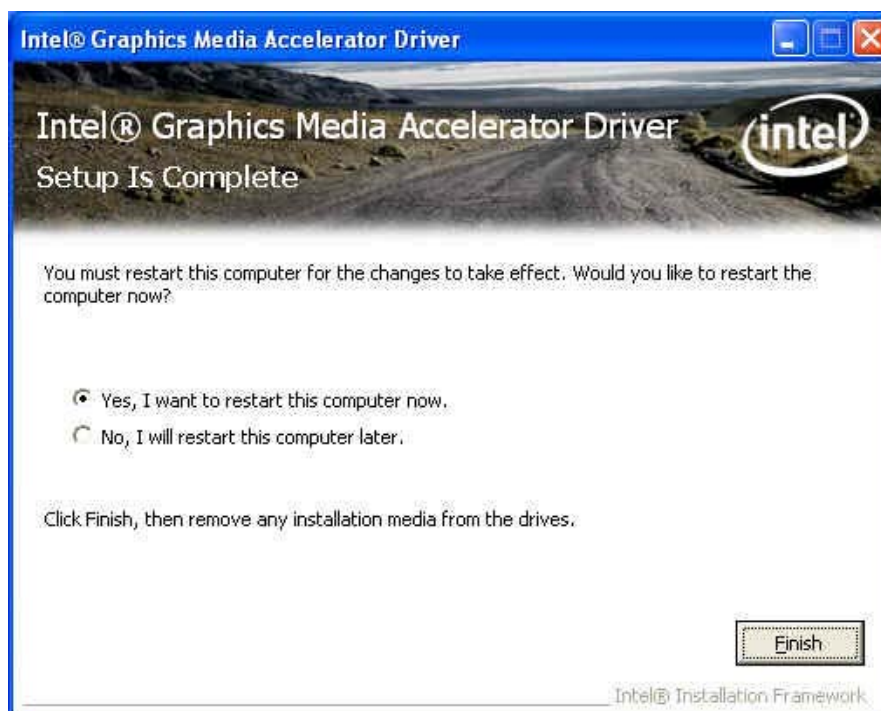 Intel® Graphics Media Accelerator Driver
Intel® Graphics Media Accelerator Driver
intel
Setup Is Complete
You must restart this computer for the changes to take effect. Would you like to restart the
computer now?
Yes, I want to restart this computer now.
No, I will restart this computer later.
Click Finish, then remove any installation media from the drives.
Finish
Intel® Installation Framework